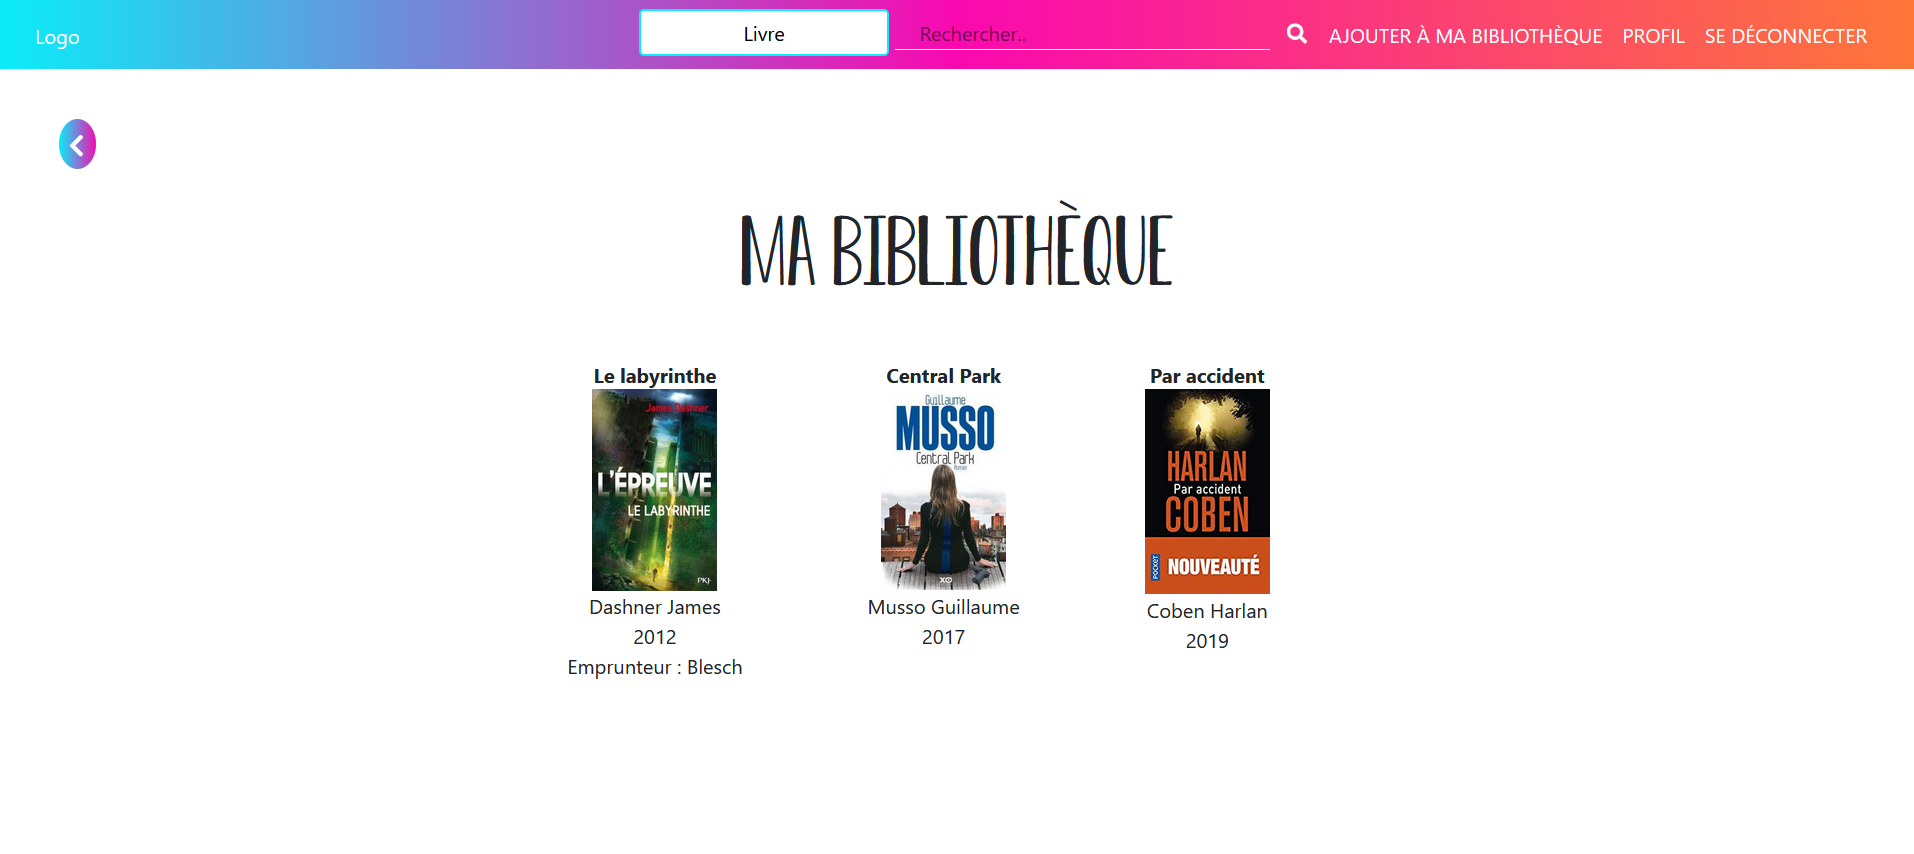 Logo
Livre
Rechercher..
AJOUTER À MA BIBLIOTHÈQUE
PROFIL
SE DÉCONNECTER
MA BIBLIOTHÈQUE
Le labyrinthe
James Dashner
L'ÉPREUVE
LE LABYRINTHE
PKJ·
Dashner James
2012
Emprunteur : Blesch
Central Park
Guillaume
MUSSO
Central Park
Roman
XO
Musso Guillaume
2017
Par accident
HARLAN
Par accident
COBEN
POCKET
NOUVEAUTÉ
Coben Harlan
2019